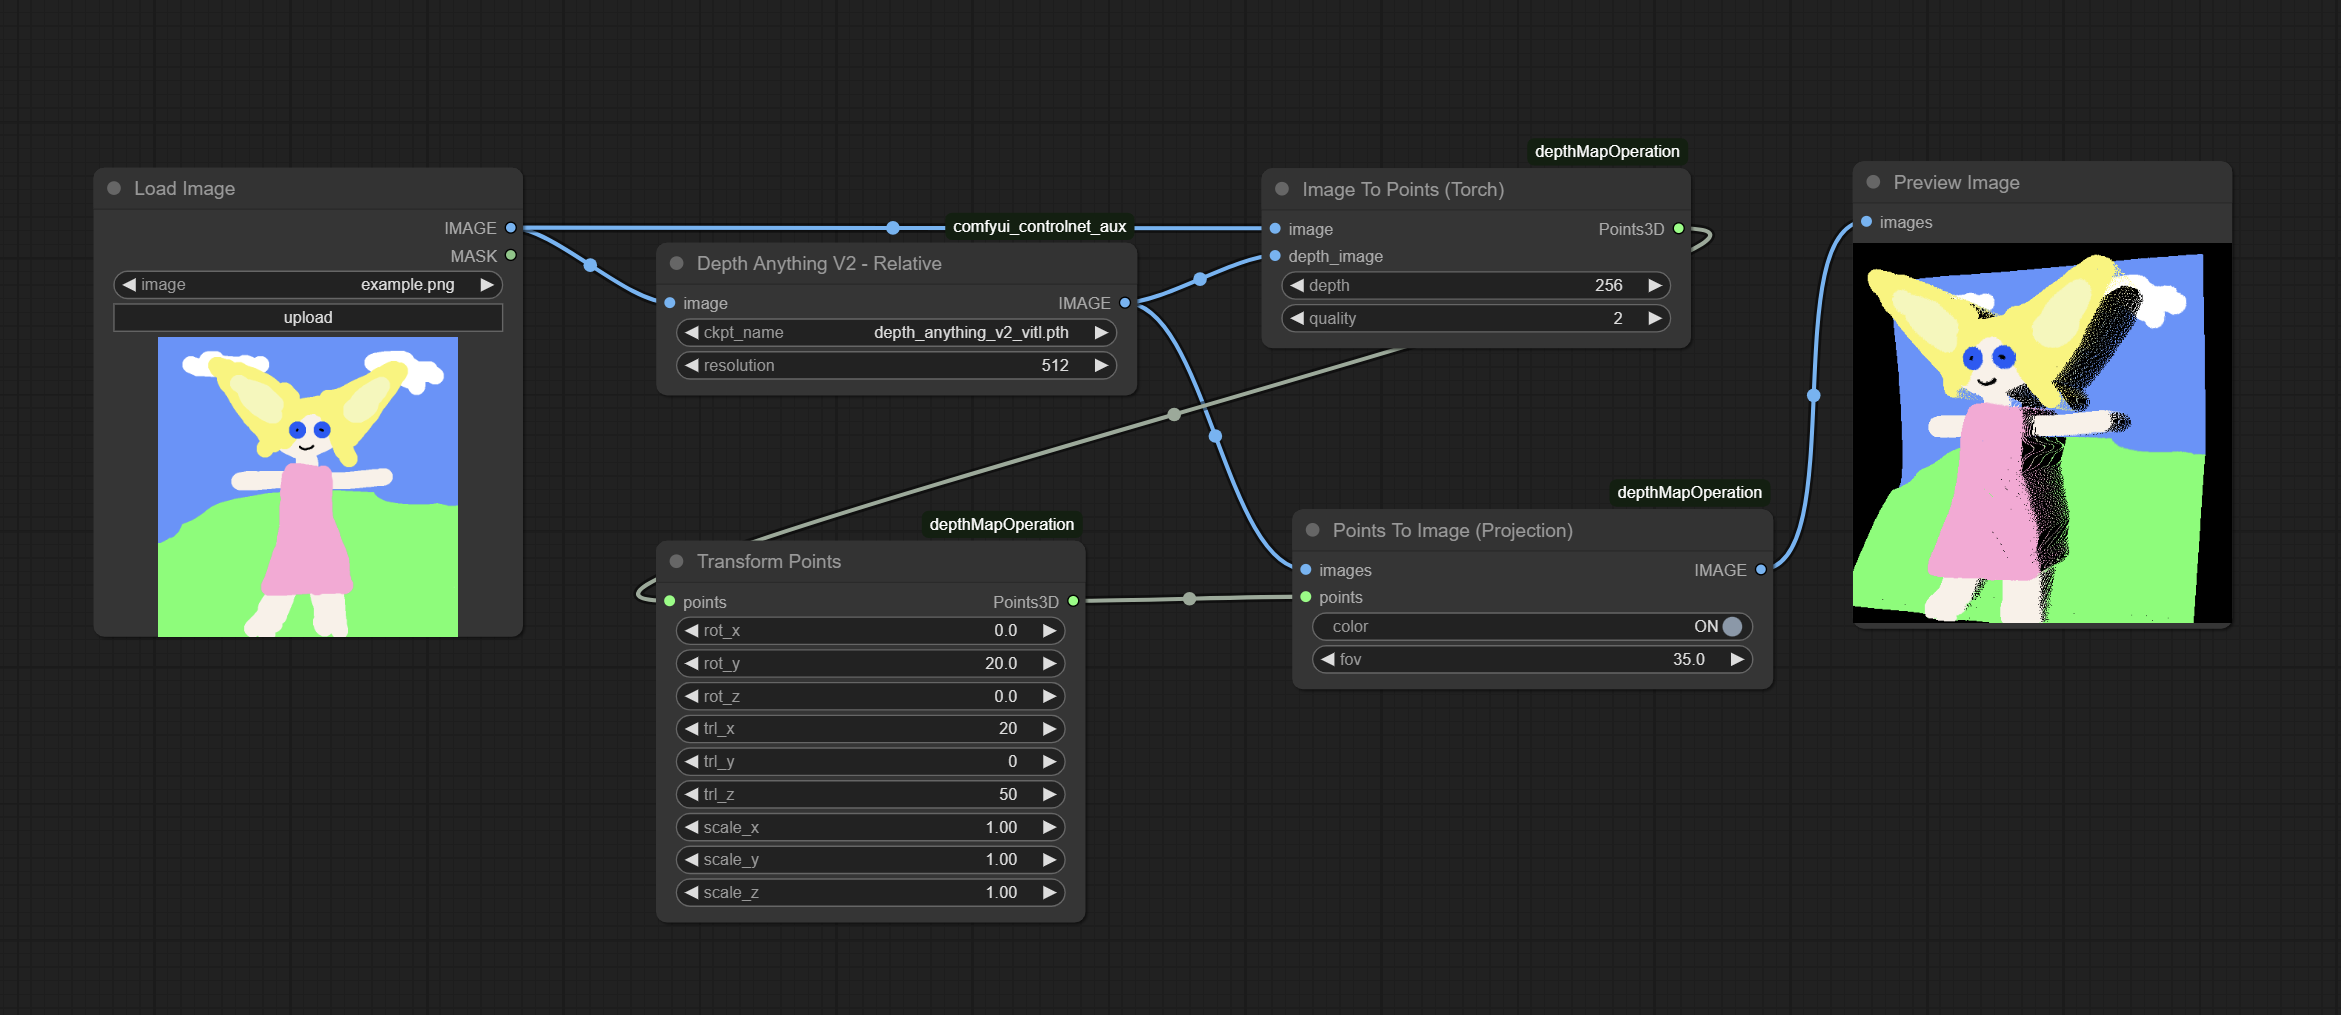 Load Image
IMAGE
MASK
image example.png
upload
comfyui_controlnet_aux
Depth Anything V2 - Relative
image IMAGE
ckpt_name depth_anything_v2_vitl.pth
resolution 512
depthMapOperation
Transform Points
points Points3D
rot_x 0.0
rot_y 20.0
rot_z 0.0
trl_x 20
trl_y 0
trl_z 50
scale_x 1.00
scale_y 1.00
scale_z 1.00
depthMapOperation
Image To Points (Torch)
image Points3D
depth_image
depth 256
quality 2
depthMapOperation
Points To Image (Projection)
images IMAGE
points
color ON
fov 35.0
Preview Image
images